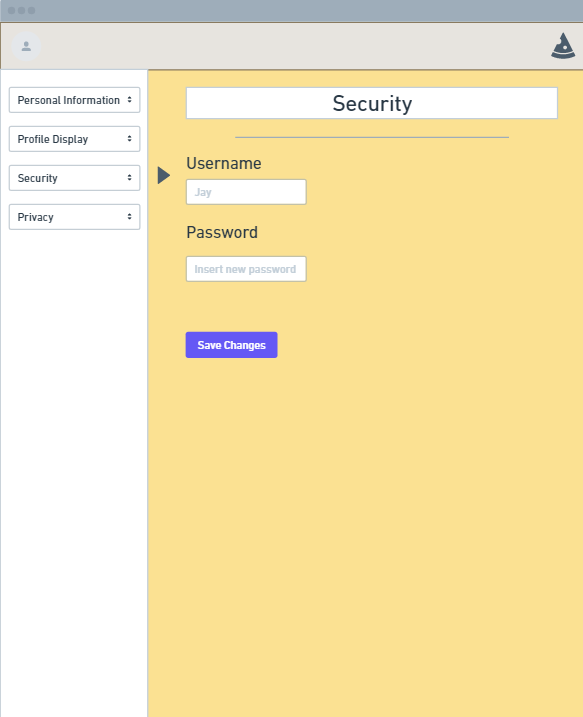 Personal Information
Profile Display
Security
Privacy
Security
Username
Jay
Password
Insert new password
Save Changes